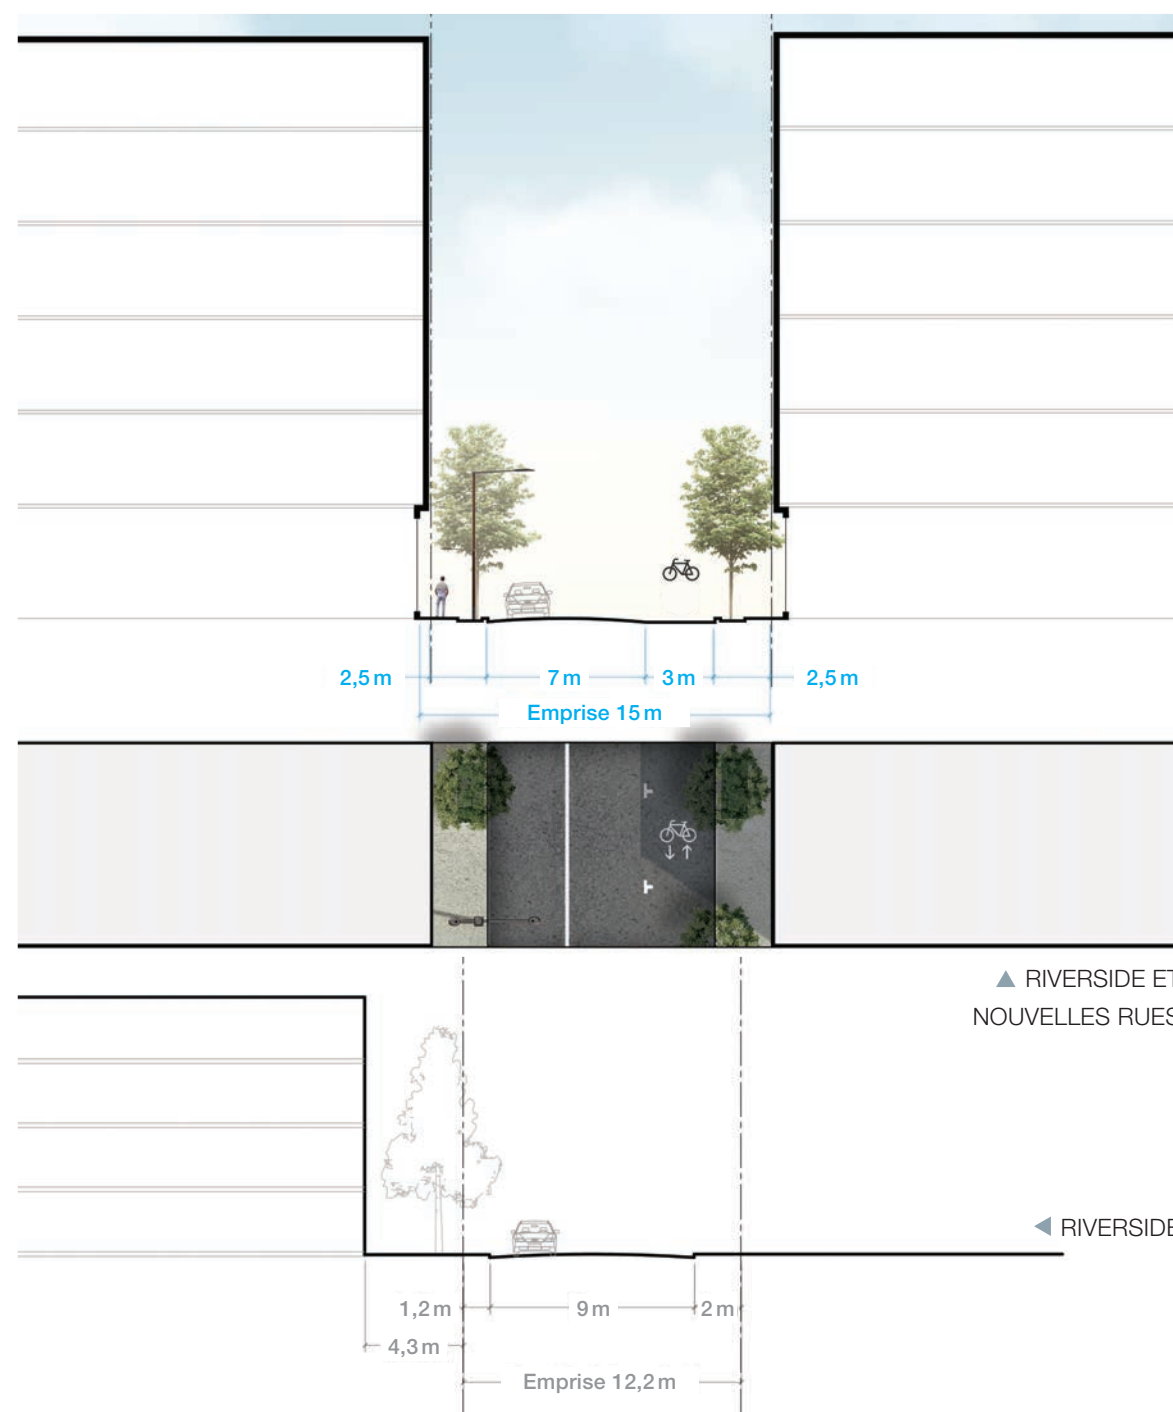 2,5 m 7 m 3 m 2,5 m
Emprise 15 m
▲ RIVERSIDE ET
NOUVELLES RUES
◀ RIVERSIDE
1,2 m 9 m 2 m
4,3 m
Emprise 12,2 m